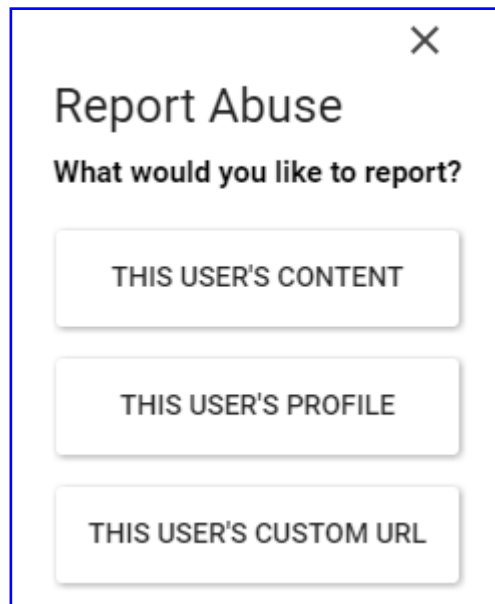 Report Abuse
What would you like to report?
THIS USER'S CONTENT
THIS USER'S PROFILE
THIS USER'S CUSTOM URL